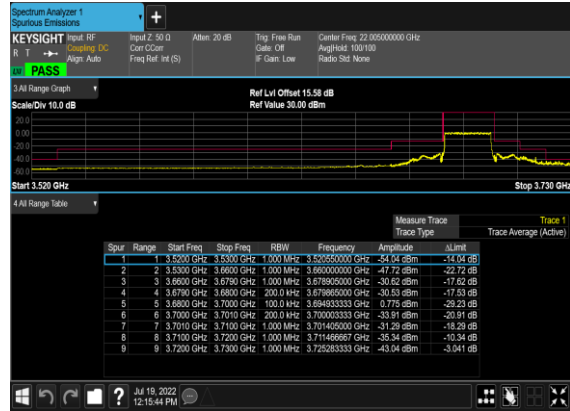 Spectrum Analyzer 1
Spurious Emissions
+
KEYSIGHT Input: RF Input Z: 50 Ω Atten: 20 dB Trig: Free Run Center Freq: 22.005000000 GHz
R T Coupling: DC Corr CCorr Gate: Off Avg|Hold: 100/100
Align: Auto Freq Ref: Int (S) IF Gain: Low Radio Std: None
PASS
3 All Range Graph Ref Lvl Offset 15.58 dB
Scale/Div 10.0 dB Ref Value 30.00 dBm
20.0
0.00
-20.0
-40.0
-60.0
Start 3.520 GHz Stop 3.730 GHz
4 All Range Table
Measure Trace Trace 1
Trace Type Trace Average (Active)
Spur Range Start Freq Stop Freq RBW Frequency Amplitude ΔLimit
1 1 3.5200 GHz 3.5300 GHz 1.000 MHz 3.520550000 GHz -54.04 dBm -14.04 dB
2 2 3.5300 GHz 3.6600 GHz 1.000 MHz 3.660000000 GHz -47.72 dBm -22.72 dB
3 3 3.6600 GHz 3.6790 GHz 1.000 MHz 3.678905000 GHz -30.62 dBm -17.62 dB
4 4 3.6790 GHz 3.6800 GHz 200.0 kHz 3.679865000 GHz -30.53 dBm -17.53 dB
5 5 3.6800 GHz 3.7000 GHz 100.0 kHz 3.694933333 GHz 0.775 dBm -29.23 dB
6 6 3.7000 GHz 3.7010 GHz 200.0 kHz 3.700003333 GHz -33.91 dBm -20.91 dB
7 7 3.7010 GHz 3.7100 GHz 1.000 MHz 3.701405000 GHz -31.29 dBm -18.29 dB
8 8 3.7100 GHz 3.7200 GHz 1.000 MHz 3.711466667 GHz -35.34 dBm -10.34 dB
9 9 3.7200 GHz 3.7300 GHz 1.000 MHz 3.725283333 GHz -43.04 dBm -3.041 dB
? Jul 19, 2022
12:15:44 PM